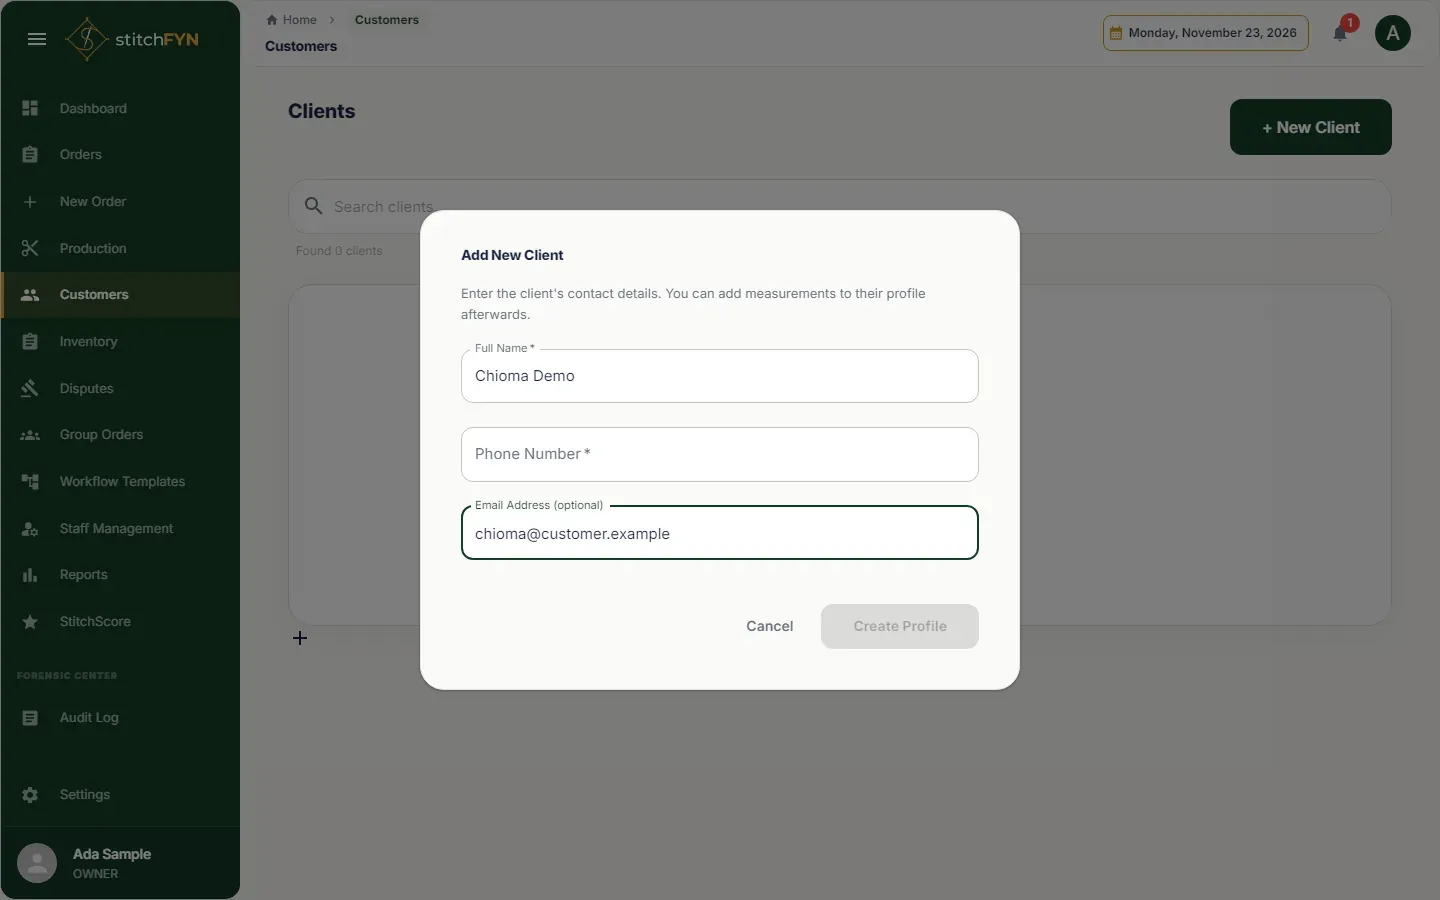 stitchFYN
Home > Customers
Customers
Monday, November 23, 2026
1
A
Dashboard
Orders
New Order
Production
Customers
Inventory
Disputes
Group Orders
Workflow Templates
Staff Management
Reports
StitchScore
FORENSIC CENTER
Audit Log
Settings
Ada Sample
OWNER
Clients
+ New Client
Search clients
Found 0 clients
Add New Client
Enter the client's contact details. You can add measurements to their profile
afterwards.
Full Name *
Chioma Demo
Phone Number *
Email Address (optional)
chioma@customer.example
Cancel
Create Profile